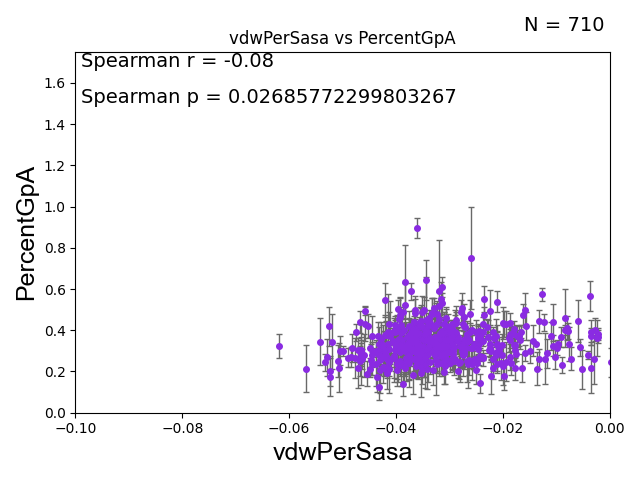 N = 710
vdwPerSasa vs PercentGpA
Spearman r = -0.08
Spearman p = 0.02685772299803267
PercentGpA
1.6
1.4
1.2
1.0
0.8
0.6
0.4
0.2
0.0
−0.10
−0.08
−0.06
−0.04
−0.02
0.00
vdwPerSasa